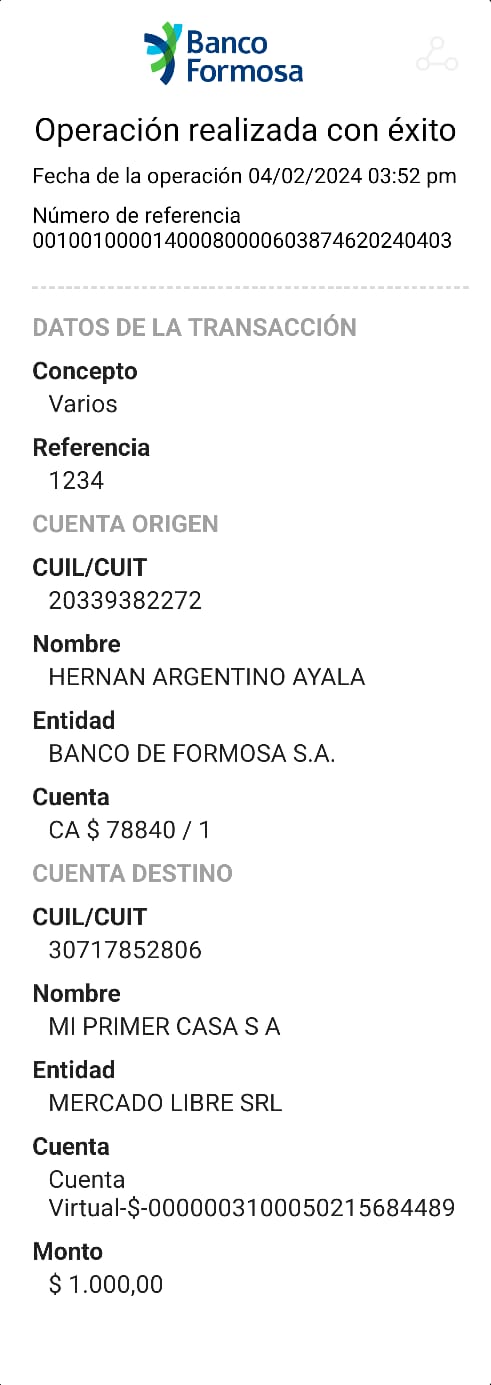 Banco
Formosa
Operación realizada con éxito
Fecha de la operación 04/02/2024 03:52 pm
Número de referencia
00100100001400080000603874620240403
DATOS DE LA TRANSACCIÓN
Concepto
Varios
Referencia
1234
CUENTA ORIGEN
CUIL/CUIT
20339382272
Nombre
HERNAN ARGENTINO AYALA
Entidad
BANCO DE FORMOSA S.A.
Cuenta
CA $ 78840 / 1
CUENTA DESTINO
CUIL/CUIT
30717852806
Nombre
MI PRIMER CASA S A
Entidad
MERCADO LIBRE SRL
Cuenta
Cuenta
Virtual-$-0000003100050215684489
Monto
$ 1.000,00